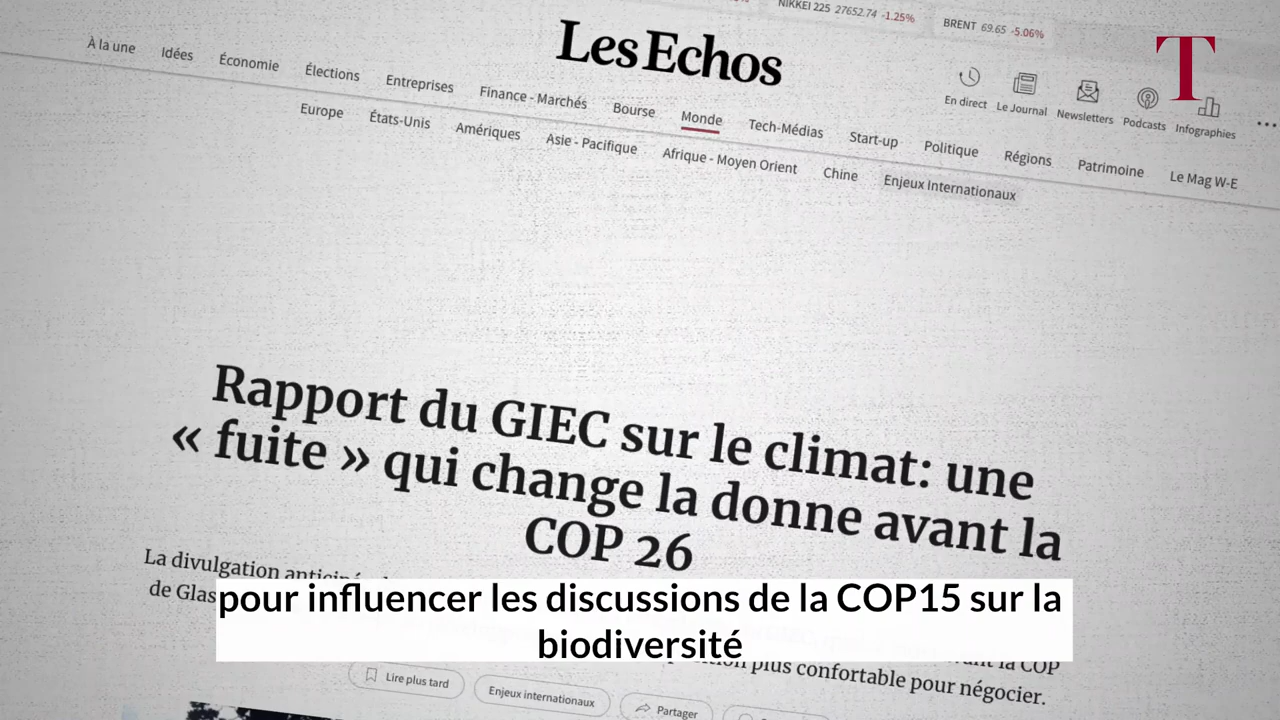 NIKKEI 225 27652.74 -1.25%
BRENT 69.65 -5.06%
Les Echos
T
À la une Idées Économie Élections Entreprises Finance - Marchés Bourse Monde Tech-Médias Start-up Politique Régions Patrimoine Le Mag W-E
En direct Le Journal Newsletters Podcasts Infographies
Europe États-Unis Amériques Asie - Pacifique Afrique - Moyen Orient Chine Enjeux Internationaux
Rapport du GIEC sur le climat: une
« fuite » qui change la donne avant la
COP 26
La divulgation
de
pour influencer les discussions de la COP15 sur la
biodiversité
la COP
plus confortable pour négocier.
Lire plus tard Enjeux internationaux Partager